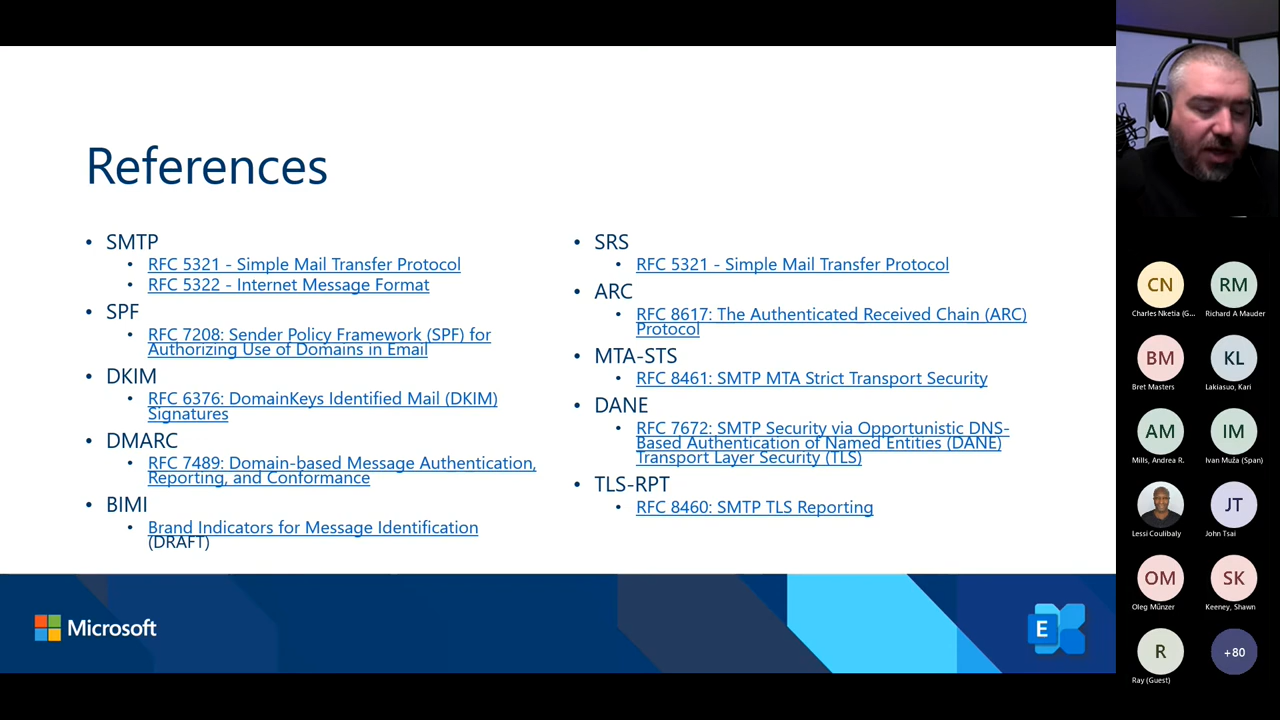 References
• SMTP
• RFC 5321 - Simple Mail Transfer Protocol
• RFC 5322 - Internet Message Format
• SPF
• RFC 7208: Sender Policy Framework (SPF) for
Authorizing Use of Domains in Email
• DKIM
• RFC 6376: DomainKeys Identified Mail (DKIM)
Signatures
• DMARC
• RFC 7489: Domain-based Message Authentication,
Reporting, and Conformance
• BIMI
• Brand Indicators for Message Identification
(DRAFT)
• SRS
• RFC 5321 - Simple Mail Transfer Protocol
• ARC
• RFC 8617: The Authenticated Received Chain (ARC)
Protocol
• MTA-STS
• RFC 8461: SMTP MTA Strict Transport Security
• DANE
• RFC 7672: SMTP Security via Opportunistic DNS-
Based Authentication of Named Entities (DANE)
Transport Layer Security (TLS)
• TLS-RPT
• RFC 8460: SMTP TLS Reporting
Microsoft
E
CN
Charles Nketia (G...
RM
Richard A Mauder
BM
Bret Masters
KL
Lakiasuo, Kari
AM
Mills, Andrea R.
IM
Ivan Muža (Span)
Lessi Coulibaly
JT
John Tsai
OM
Oleg Münzer
SK
Keeney, Shawn
R
Ray (Guest)
+80